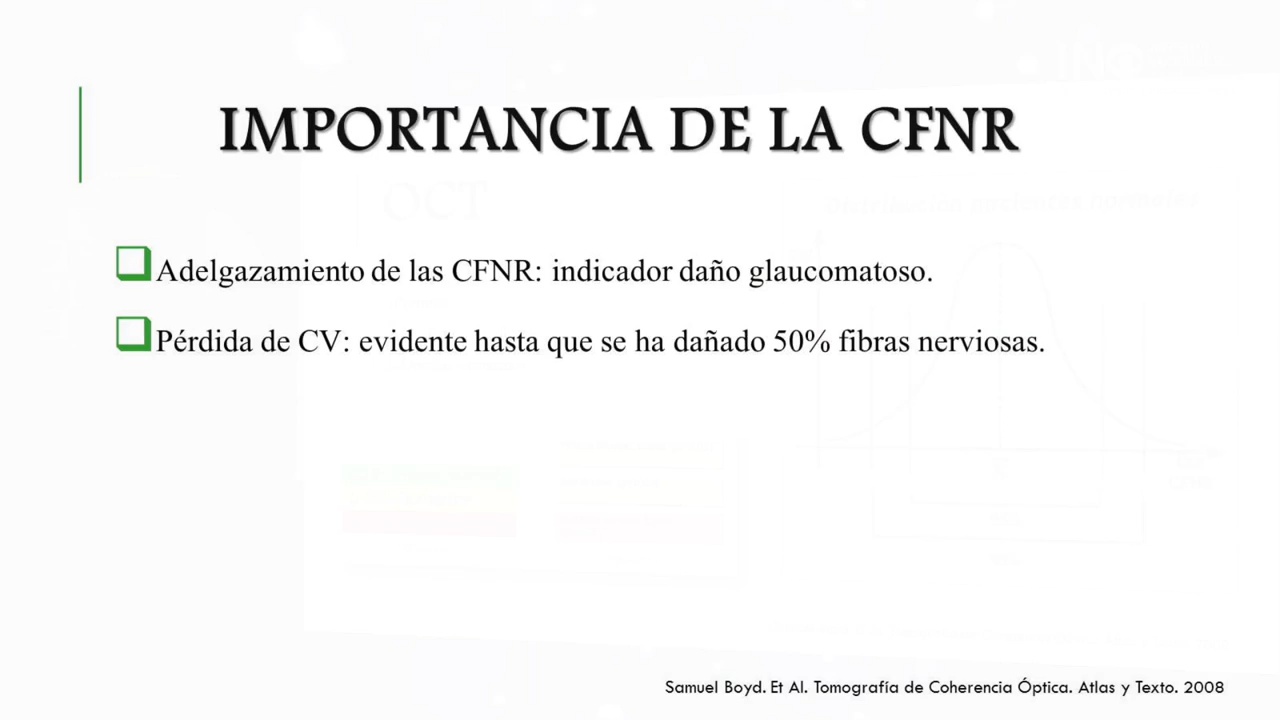 IMPORTANCIA DE LA CFNR
OCT
Adelgazamiento de las CFNR: indicador daño glaucomatoso.
Pérdida de CV: evidente hasta que se ha dañado 50% fibras nerviosas.
Samuel Boyd. Et Al. Tomografía de Coherencia Óptica. Atlas y Texto. 2008